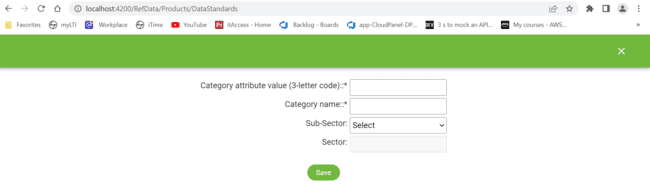 localhost:4200/RefData/Products/DataStandards
Favorites myLTI Workplace iTime YouTube itAccess - Home Backlog - Boards app-CloudPanel-DP... 3 s to mock an API... My courses - AWS...
Category attribute value (3-letter code)::*
Category name::*
Sub-Sector: Select
Sector:
Save